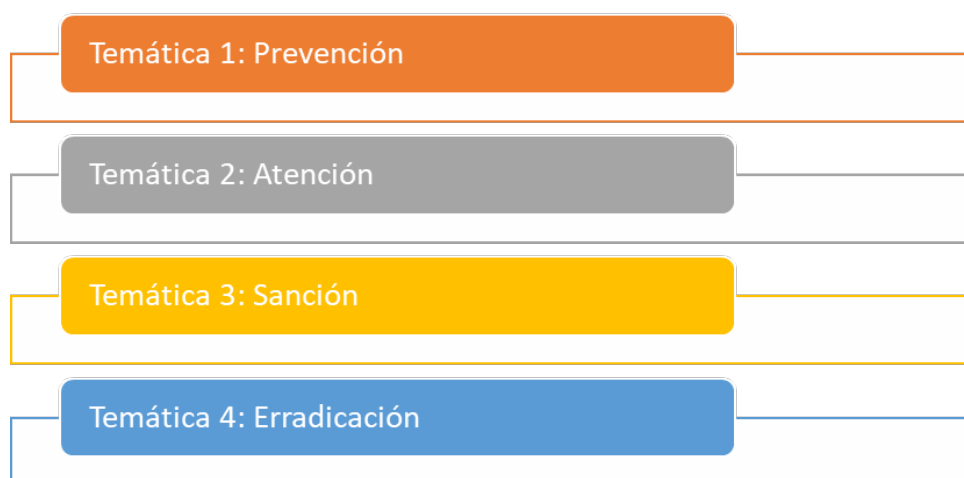 Temática 1: Prevención
Temática 2: Atención
Temática 3: Sanción
Temática 4: Erradicación